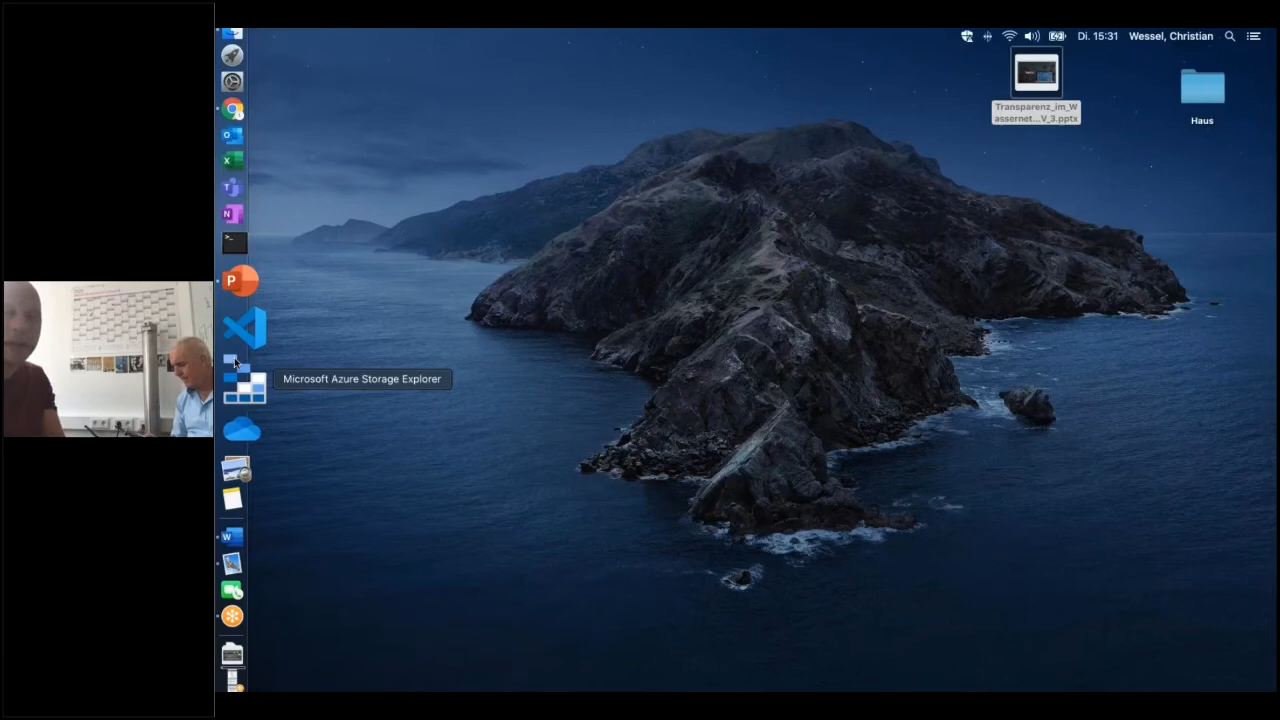 Di. 15:31 Wessel, Christian
Transparenz_im_W
assernet...V_3.pptx
Haus
Microsoft Azure Storage Explorer